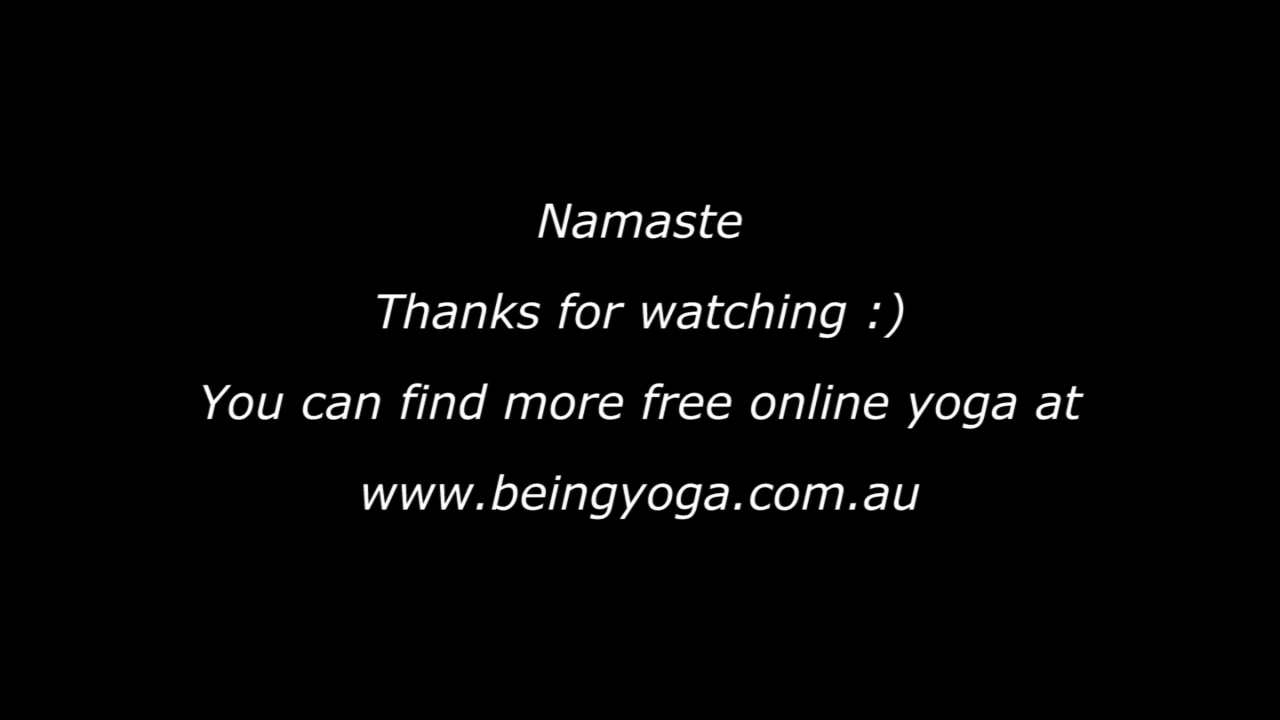 Namaste
Thanks for watching :)
You can find more free online yoga at
www.beingyoga.com.au